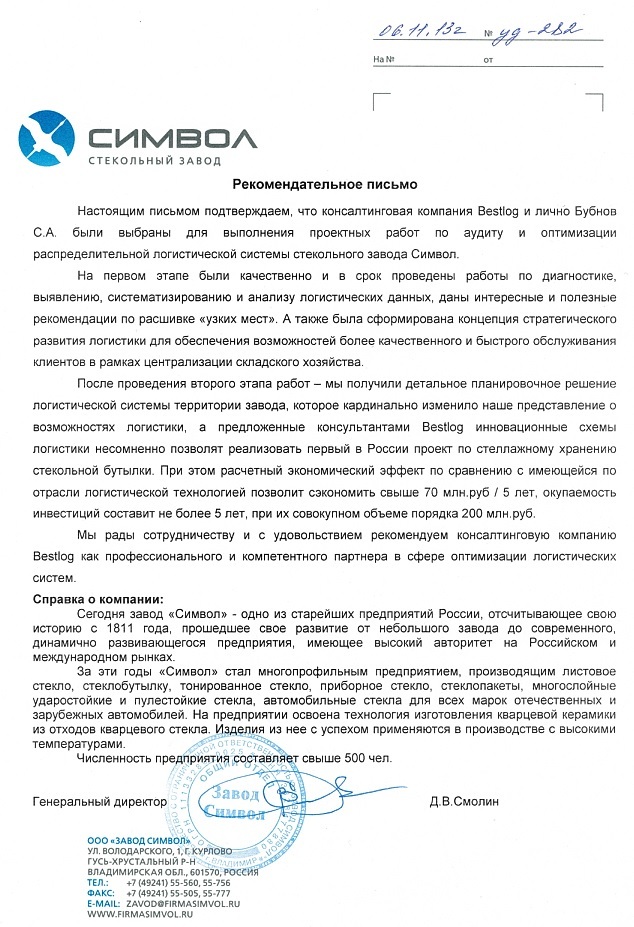 06.11.13г № уд-282
На № от
СИМВОЛ
СТЕКОЛЬНЫЙ ЗАВОД
Рекомендательное письмо
Настоящим письмом подтверждаем, что консалтинговая компания Bestlog и лично Бубнов
С.А. были выбраны для выполнения проектных работ по аудиту и оптимизации
распределительной логистической системы стекольного завода Символ.
На первом этапе были качественно и в срок проведены работы по диагностике,
выявлению, систематизированию и анализу логистических данных, даны интересные и полезные
рекомендации по расшивке «узких мест». А также была сформирована концепция стратегического
развития логистики для обеспечения возможностей более качественного и быстрого обслуживания
клиентов в рамках централизации складского хозяйства.
После проведения второго этапа работ – мы получили детальное планировочное решение
логистической системы территории завода, которое кардинально изменило наше представление о
возможностях логистики, а предложенные консультантами Bestlog инновационные схемы
логистики несомненно позволят реализовать первый в России проект по стеллажному хранению
стекольной бутылки. При этом расчетный экономический эффект по сравнению с имеющейся по
отрасли логистической технологией позволит сэкономить свыше 70 млн.руб / 5 лет, окупаемость
инвестиций составит не более 5 лет, при их совокупном объеме порядка 200 млн.руб.
Мы рады сотрудничеству и с удовольствием рекомендуем консалтинговую компанию
Bestlog как профессионального и компетентного партнера в сфере оптимизации логистических
систем.
Справка о компании:
Сегодня завод «Символ» - одно из старейших предприятий России, отсчитывающее свою
историю с 1811 года, прошедшее свое развитие от небольшого завода до современного,
динамично развивающегося предприятия, имеющее высокий авторитет на Российском и
международном рынках.
За эти годы «Символ» стал многопрофильным предприятием, производящим листовое
стекло, стеклобутылку, тонированное стекло, приборное стекло, стеклопакеты, многослойные
ударостойкие и пулестойкие стекла, автомобильные стекла для всех марок отечественных и
зарубежных автомобилей. На предприятии освоена технология изготовления кварцевой керамики
из отходов кварцевого стекла. Изделия из нее с успехом применяются в производстве с высокими
температурами.
Численность предприятия составляет свыше 500 чел.
Генеральный директор Д.В.Смолин
Завод
Символ
ООО «ЗАВОД СИМВОЛ»
УЛ. ВОЛОДАРСКОГО, 1, Г. КУРЛОВО
ГУСЬ-ХРУСТАЛЬНЫЙ Р-Н
ВЛАДИМИРСКАЯ ОБЛ., 601570, РОССИЯ
ТЕЛ.: +7 (49241) 55-560, 55-756
ФАКС: +7 (49241) 55-505, 55-777
E-MAIL: ZAVOD@FIRMASIMVOL.RU
WWW.FIRMASIMVOL.RU